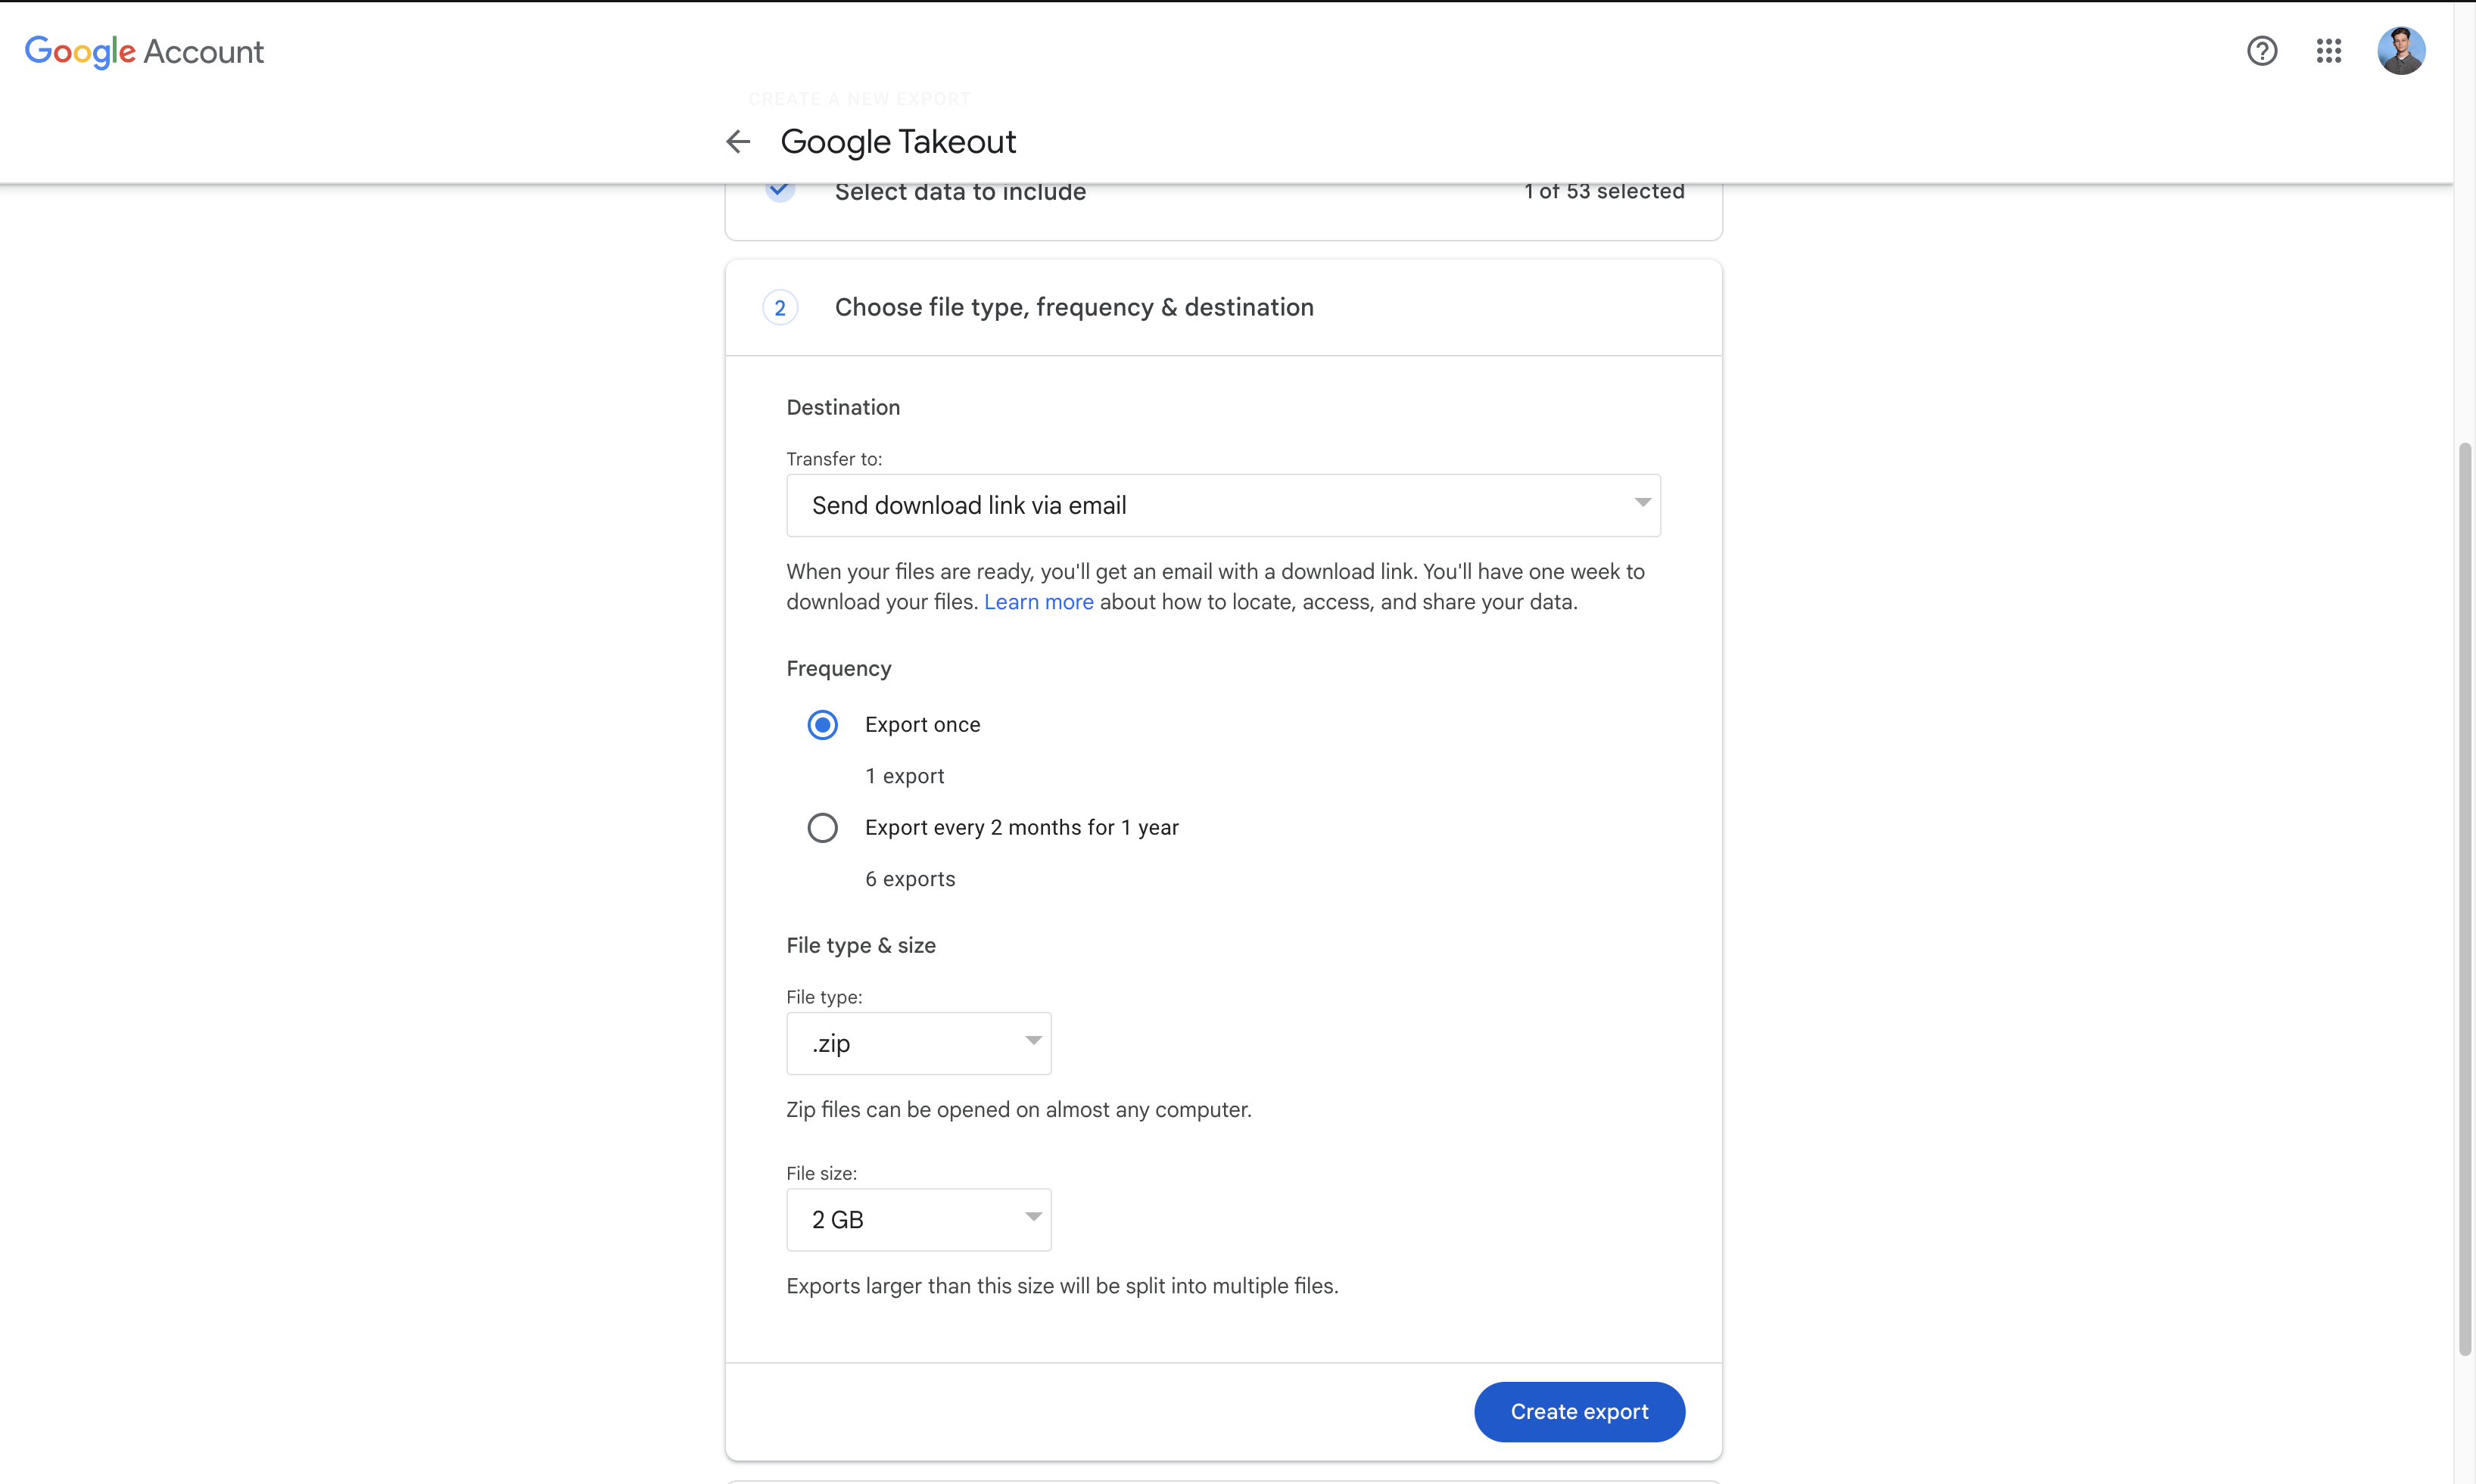 Google Account
CREATE A NEW EXPORT
Google Takeout
Select data to include
1 of 53 selected
2
Choose file type, frequency & destination
Destination
Transfer to:
Send download link via email
When your files are ready, you'll get an email with a download link. You'll have one week to
download your files. Learn more about how to locate, access, and share your data.
Frequency
Export once
1 export
Export every 2 months for 1 year
6 exports
File type & size
File type:
.zip
Zip files can be opened on almost any computer.
File size:
2 GB
Exports larger than this size will be split into multiple files.
Create export